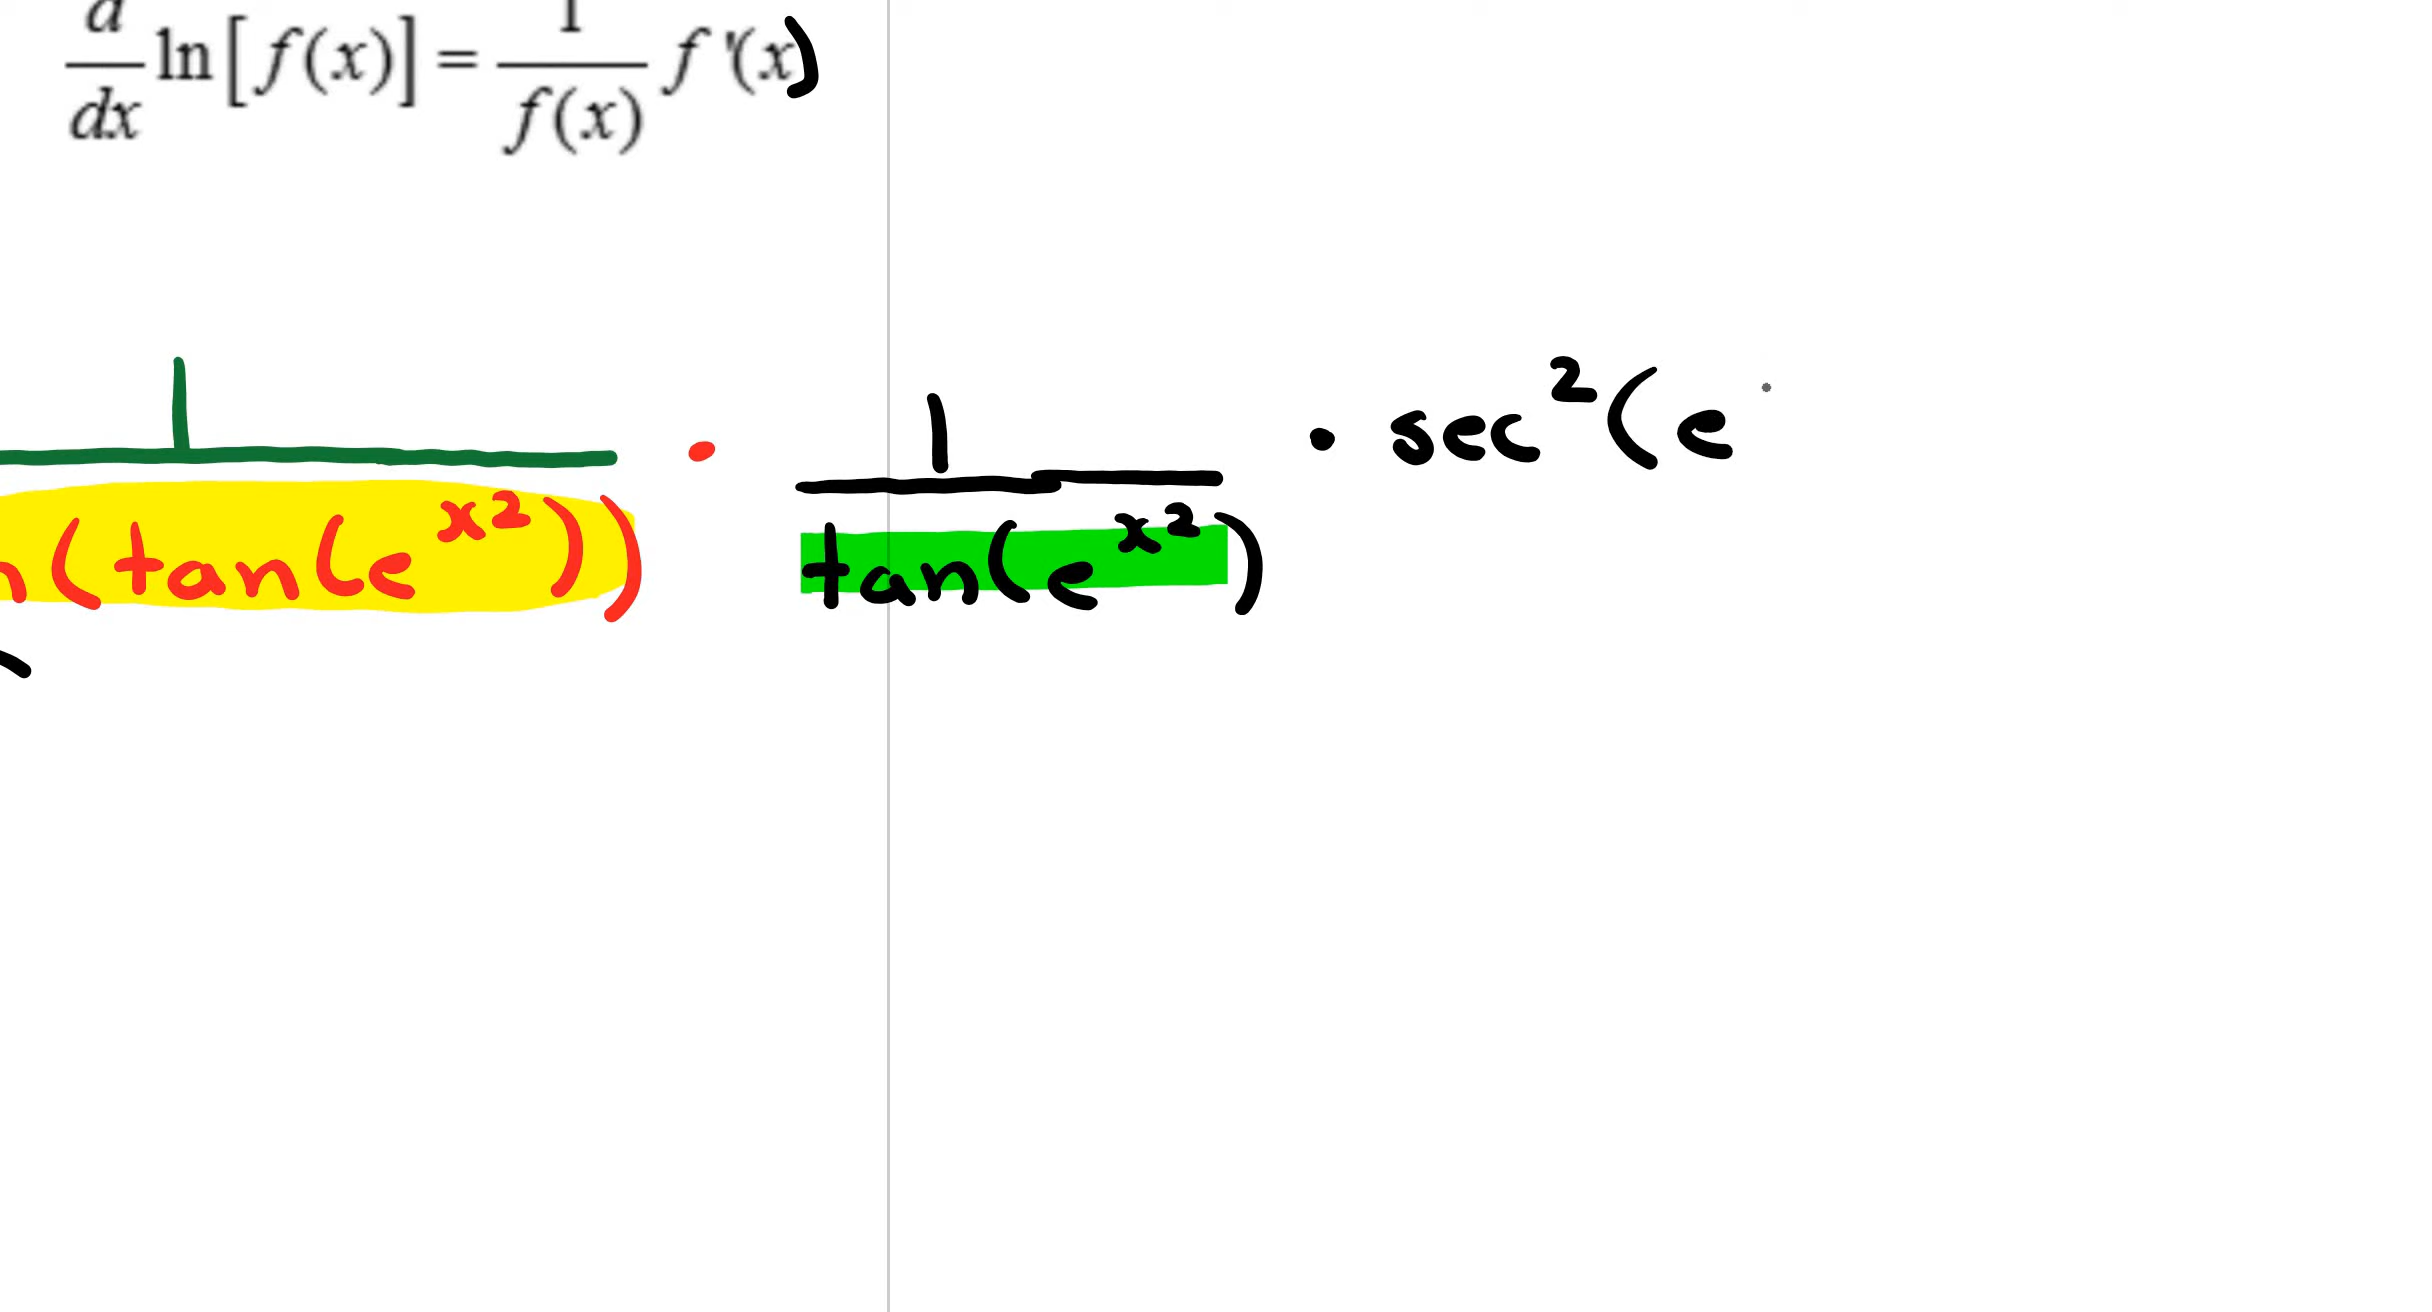 d/dx ln[f(x)] = 1/f(x) f'(x)
1 · 1 · sec²(e
n(tan(e^x²)) tan(e^x²)